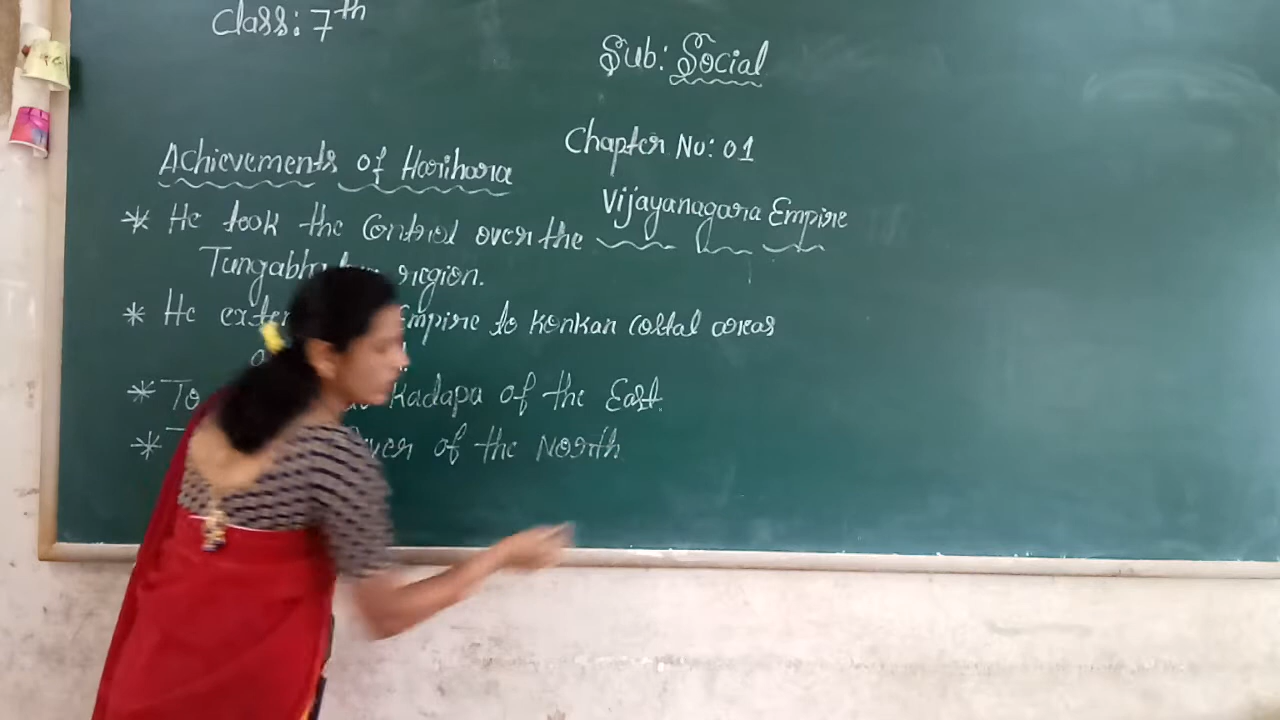 Class: 7th
Sub: Social
Chapter No: 01
Vijayanagara Empire
Achievements of Harihara
* He took the Control over the
Tungabh region.
* He exte Empire to Konkan Costal areas
* To Kadapa of the East.
* of the North